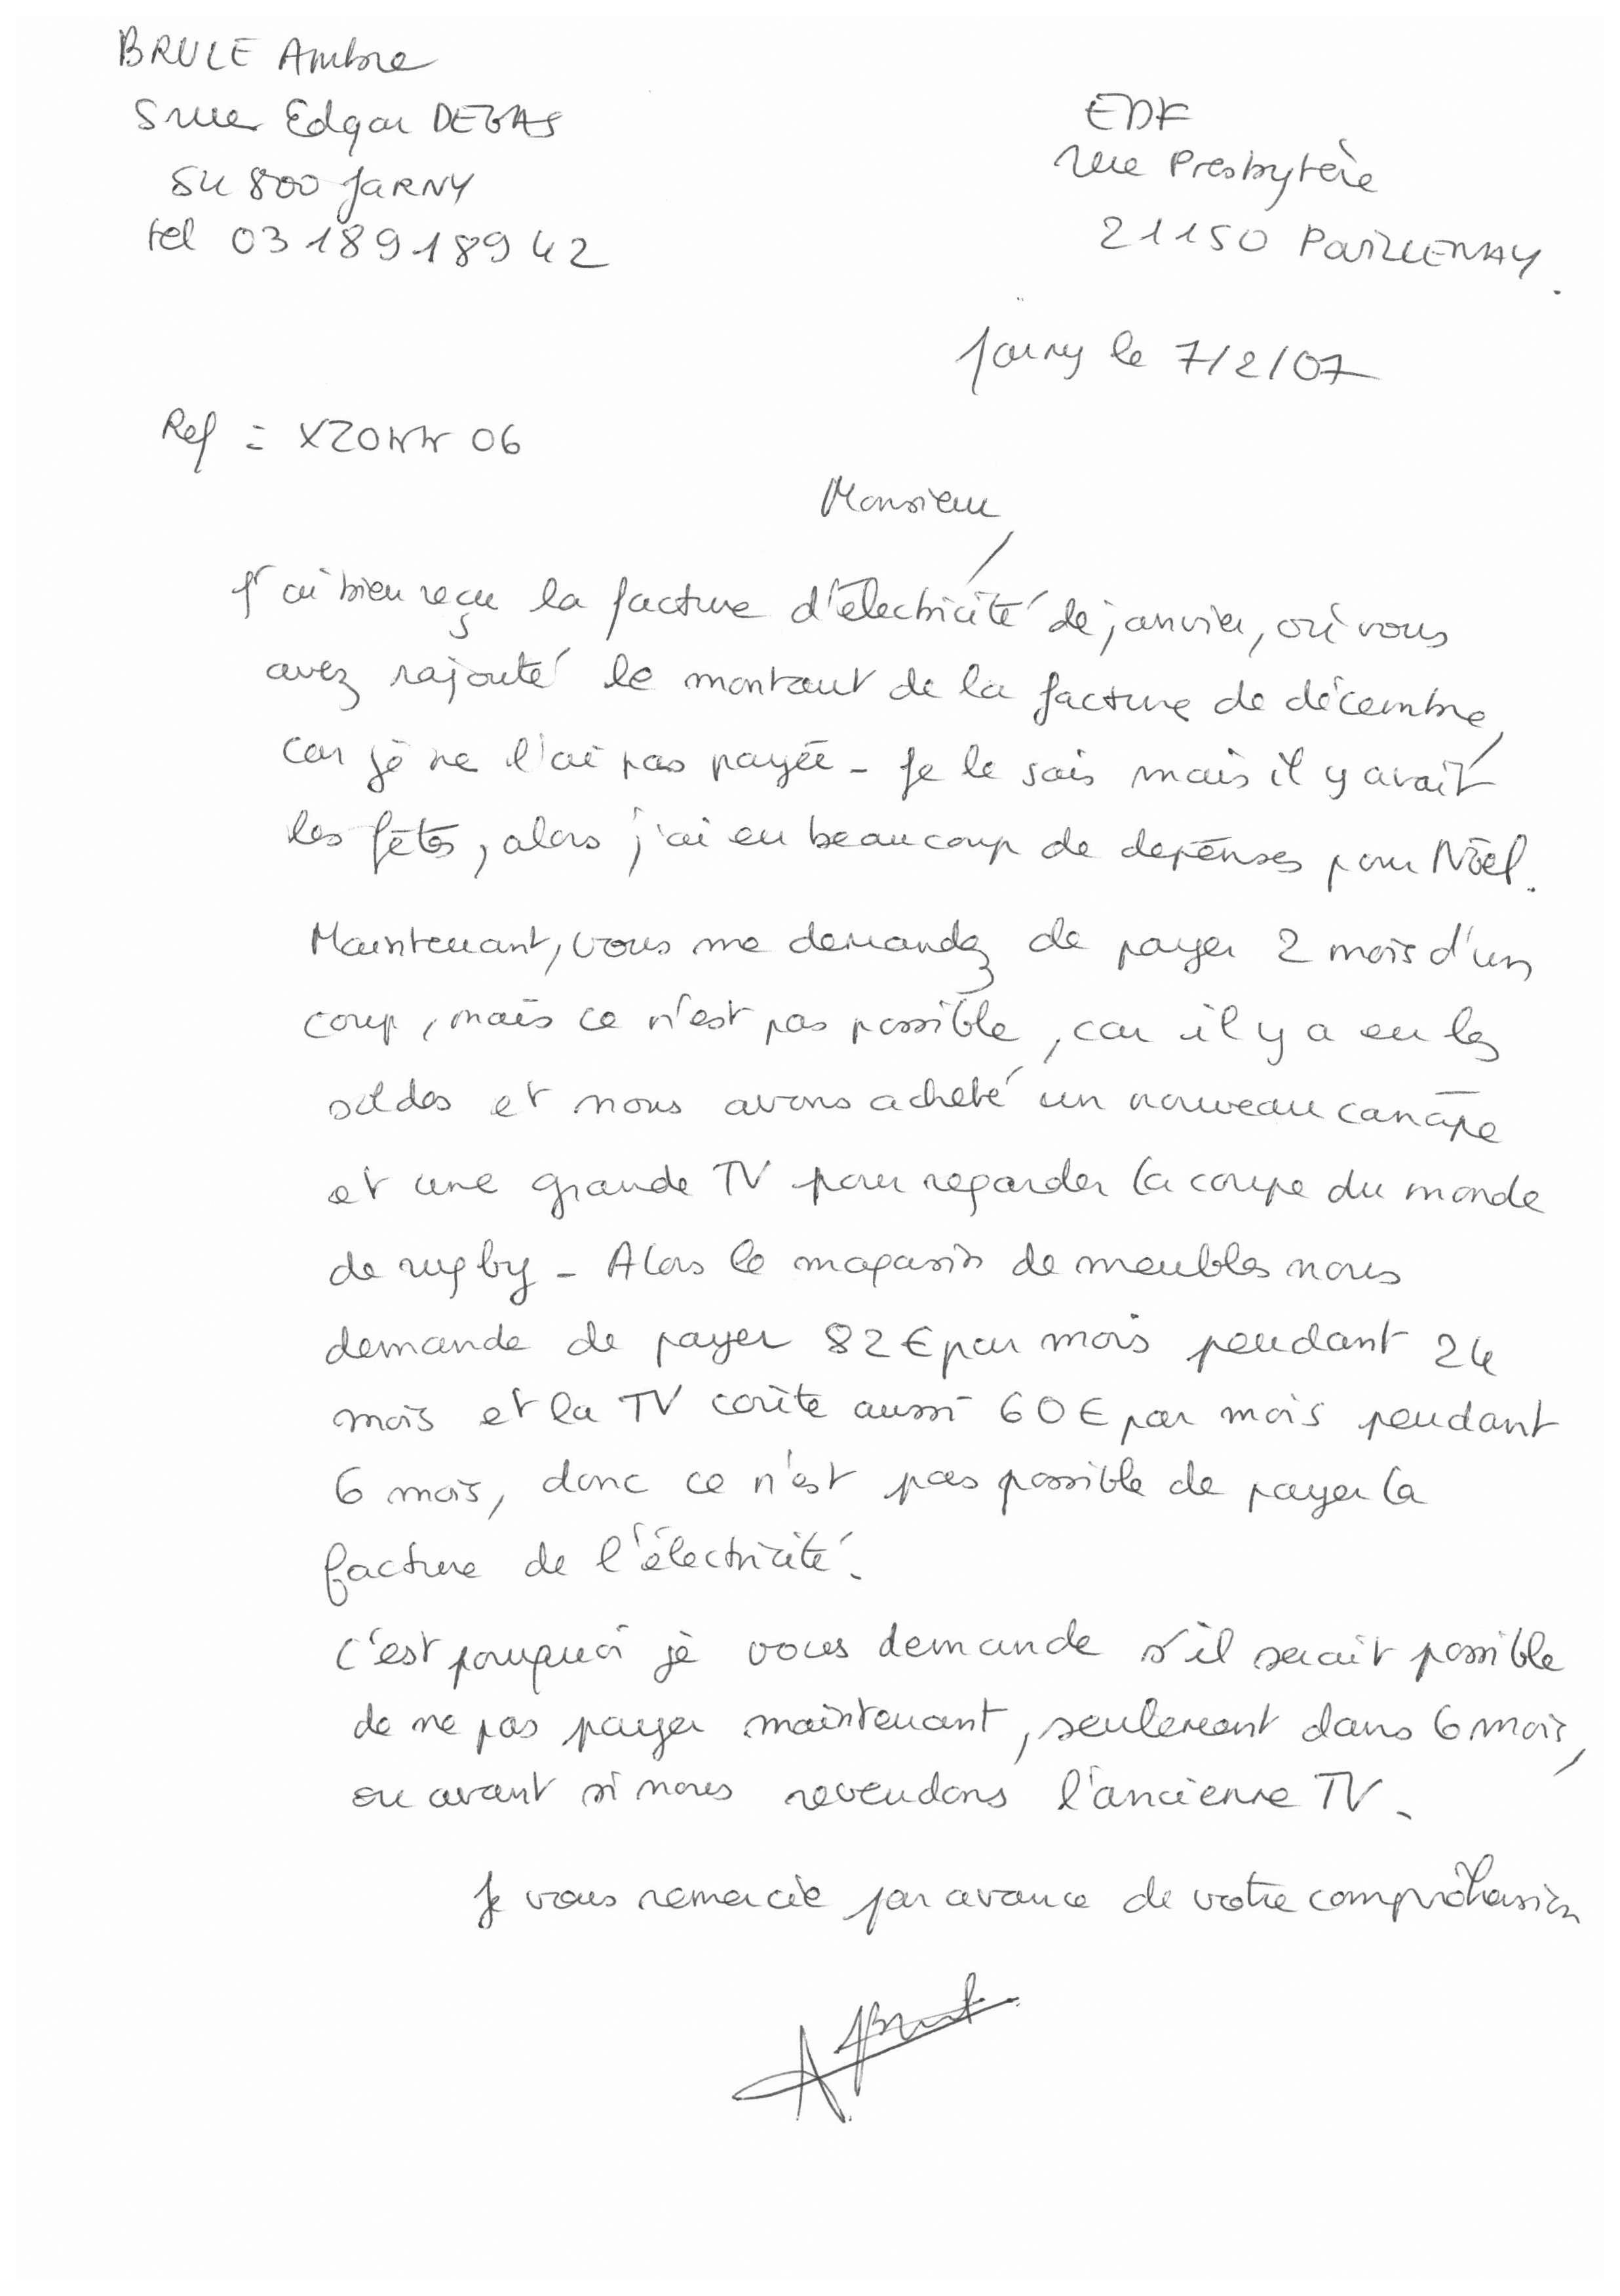 BRULE Ambre
5 rue Edgar DEGAS
54 800 JARNY
tel 03 18 91 89 42
EDF
rue Presbytère
21150 POUILLENAY.
Jarny le 7/2/07
Ref : XZ0WW 06
Monsieur,
J'ai bien reçu la facture d'électricité de janvier, où vous
avez rajouté le montant de la facture de décembre,
car je ne l'ai pas payée - Je le sais mais il y avait
les fêtes, alors j'ai eu beaucoup de depenses pour Noël.
Maintenant, vous me demandez de payer 2 mois d'un
coup, mais ce n'est pas possible, car il y a eu les
soldes et nous avons acheté un nouveau canape
et une grande TV pour regarder la coupe du monde
de rugby - Alors le magasin de meubles nous
demande de payer 82 € par mois pendant 24
mois et la TV coûte aussi 60 € par mois pendant
6 mois, donc ce n'est pas possible de payer la
facture de l'électricité.
C'est pourquoi je vous demande s'il serait possible
de ne pas payer maintenant, seulement dans 6 mois,
ou avant si nous revendons l'ancienne TV.
Je vous remercie par avance de votre compréhension